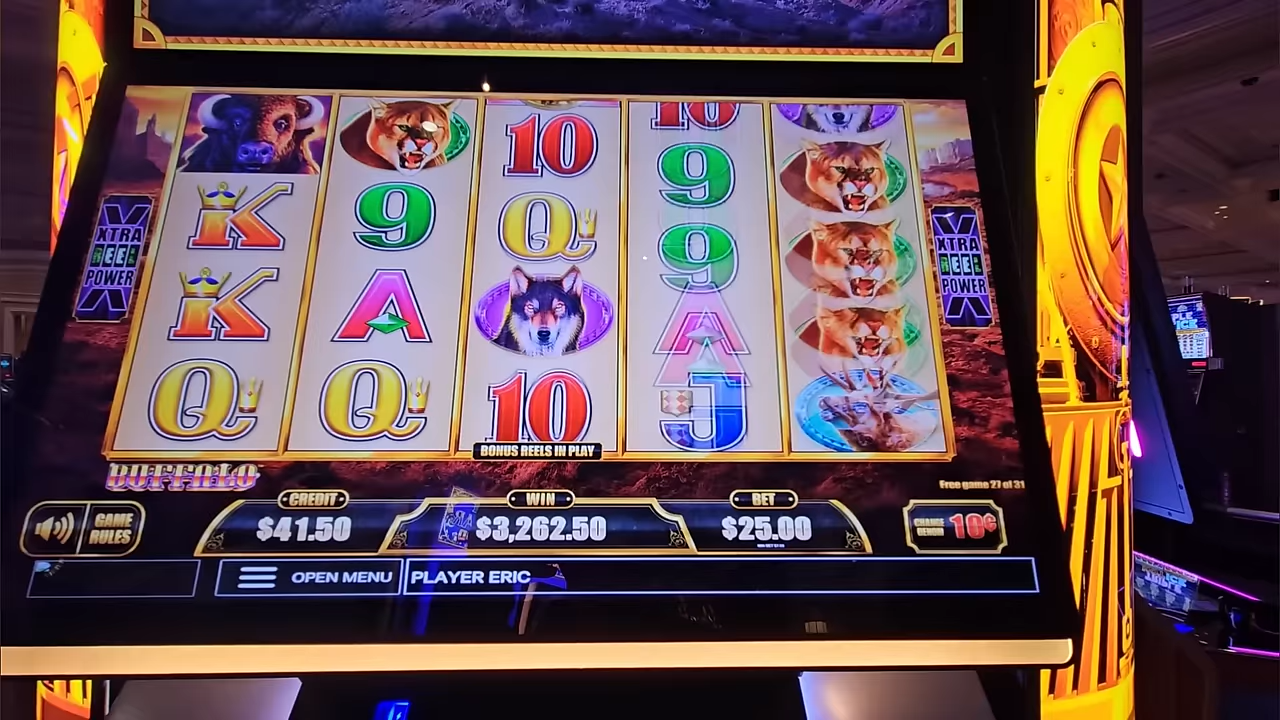 10
10
9
K
9
Q
9
XTRA
REEL
POWER
XTRA
REEL
POWER
K
A
A
Q
Q
10
J
BONUS REELS IN PLAY
BUFFALO
Free game 27 of 31
CREDIT
WIN
BET
GAME
RULES
$41.50
$3,262.50
$25.00
CHANGE
DENOM
10¢
OPEN MENU
PLAYER ERIC